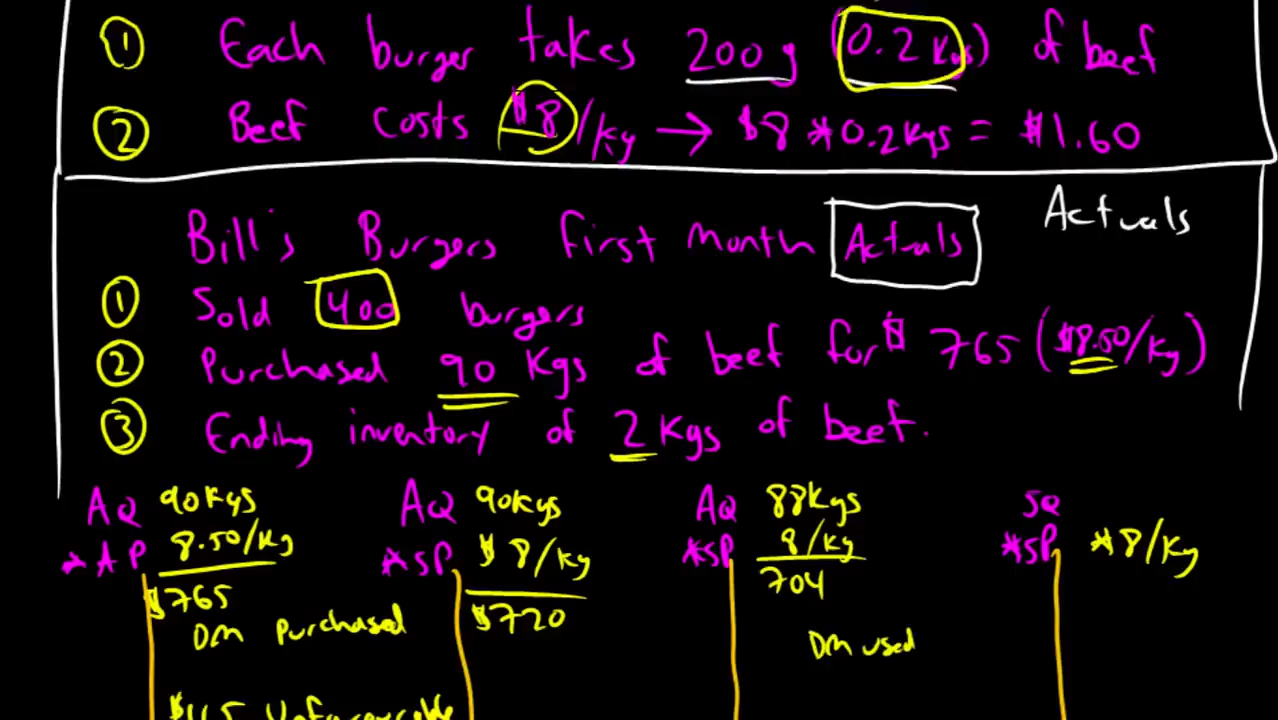 ① Each burger takes 200g (0.2 Kgs) of beef
② Beef costs $8/kg → $8 * 0.2Kgs = $1.60
Actuals
Bill's Burgers First Month Actuals
① Sold 400 burgers
② Purchased 90 Kgs of beef for $ 765 ($8.50/Kg)
③ Ending inventory of 2 Kgs of beef.
AQ 90Kgs AQ 90Kgs AQ 88Kgs SQ
*AP 8.50/Kg *SP $8/Kg *SP 8/Kg *SP *8/Kg
$765 $720 704
DM Purchased DM used
$45 Unfavourable